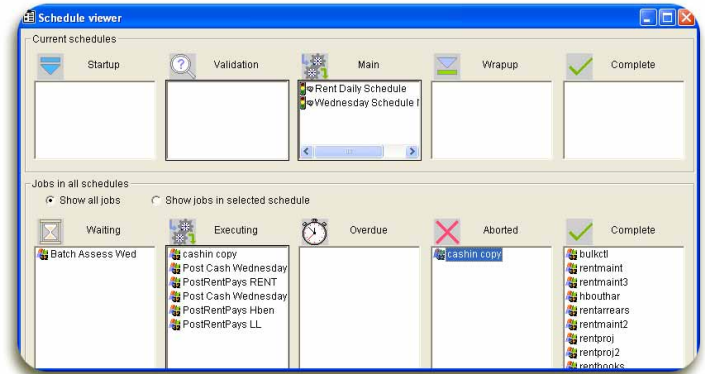 Schedule viewer
Current schedules
Startup
Validation
Main
Wrapup
Complete
Rent Daily Schedule
Wednesday Schedule
Jobs in all schedules
Show all jobs
Show jobs in selected schedule
Waiting
Executing
Overdue
Aborted
Complete
Batch Assess Wed
cashin copy
Post Cash Wednesday
PostRentPays RENT
Post Cash Wednesday
PostRentPays Hben
PostRentPays LL
cashin copy
bulkctl
rentmaint
rentmaint3
hbouthar
rentarrears
rentmaint2
rentproj
rentproj2
renthooks